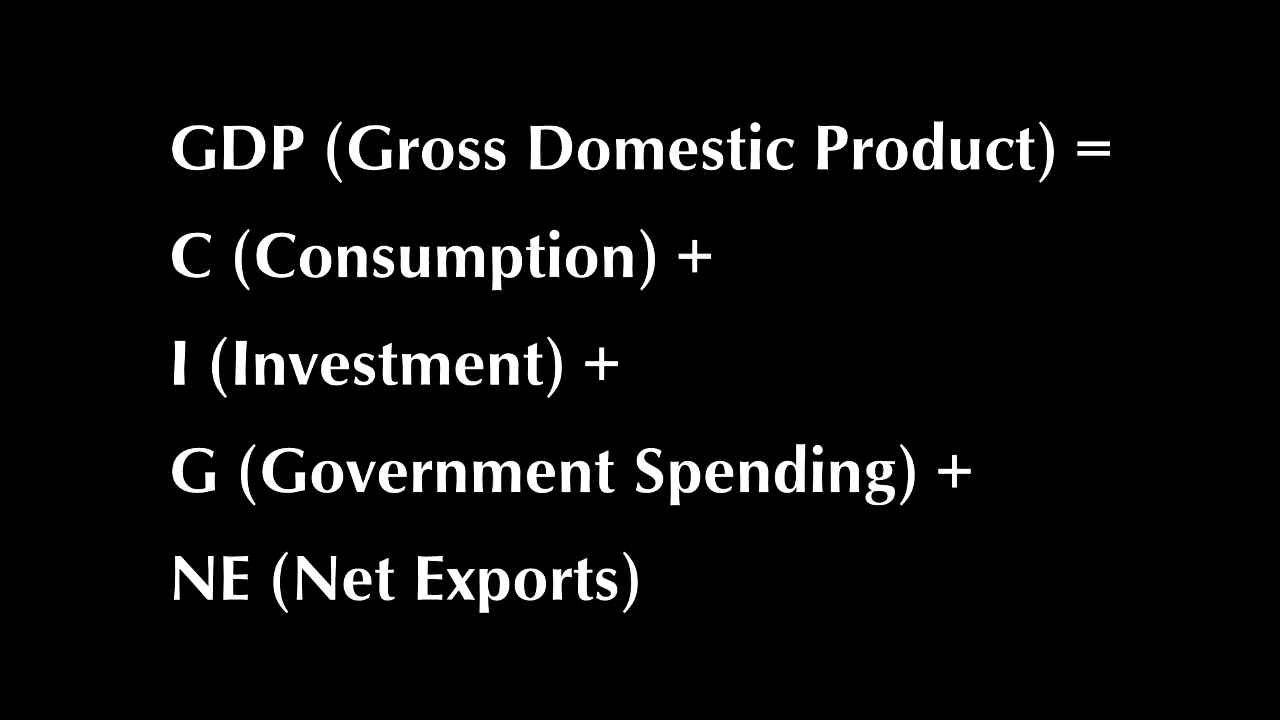 GDP (Gross Domestic Product) =
C (Consumption) +
I (Investment) +
G (Government Spending) +
NE (Net Exports)